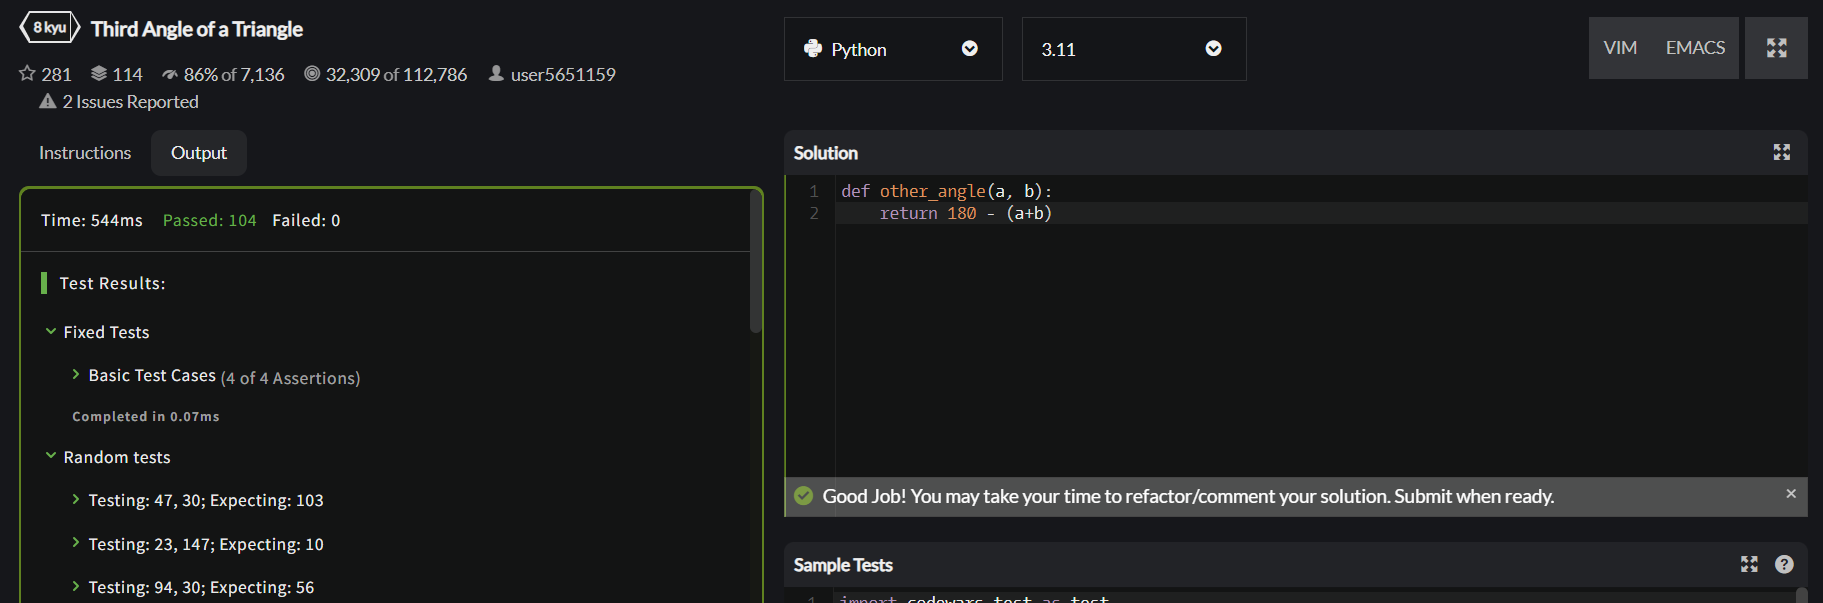 8 kyu Third Angle of a Triangle
281 114 86% of 7,136 32,309 of 112,786 user5651159
2 Issues Reported
Python 3.11 VIM EMACS
Instructions Output
Time: 544ms Passed: 104 Failed: 0
Test Results:
Fixed Tests
Basic Test Cases (4 of 4 Assertions)
Completed in 0.07ms
Random tests
Testing: 47, 30; Expecting: 103
Testing: 23, 147; Expecting: 10
Testing: 94, 30; Expecting: 56
Solution
1 def other_angle(a, b):
2 return 180 - (a+b)
Good Job! You may take your time to refactor/comment your solution. Submit when ready. ×
Sample Tests ?
1 import codewars_test as test